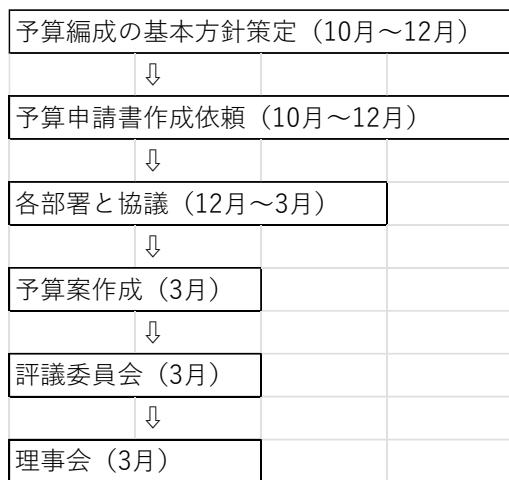 予算編成の基本方針策定（10月～12月）
⇩
予算申請書作成依頼（10月～12月）
⇩
各部署と協議（12月～3月）
⇩
予算案作成（3月）
⇩
評議委員会（3月）
⇩
理事会（3月）